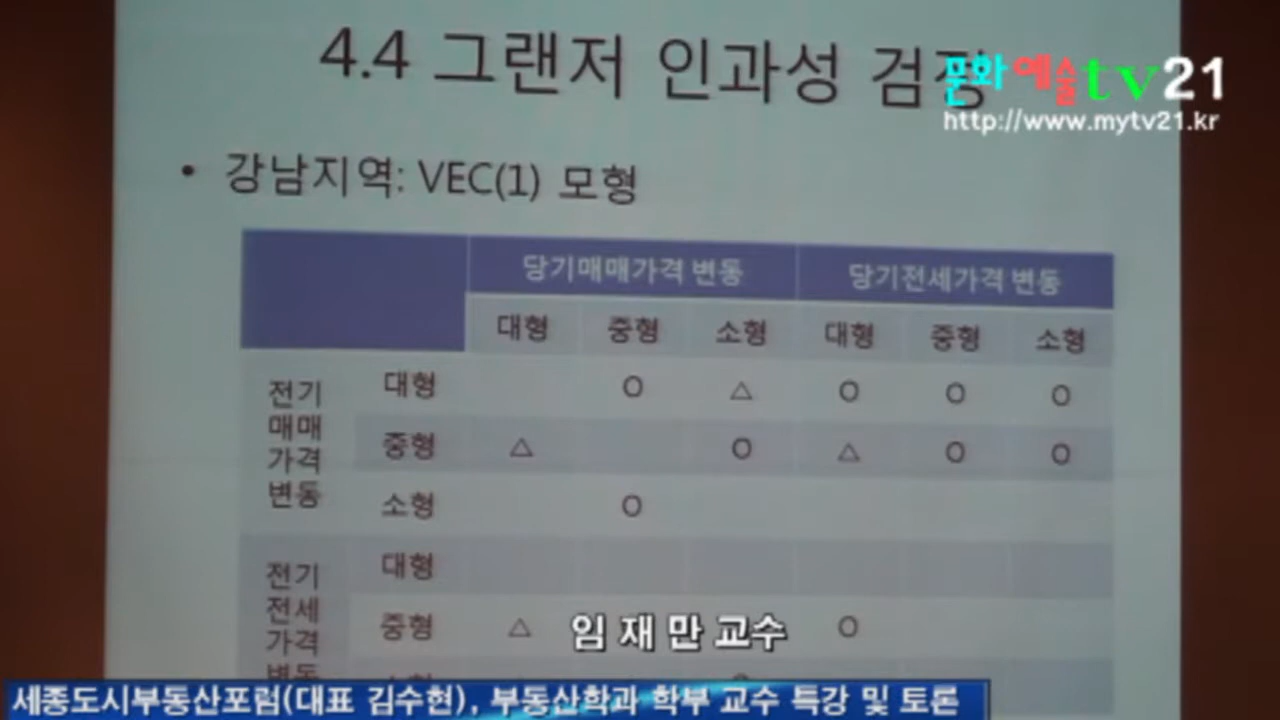 4.4 그랜저 인과성 검정
문화예술tv21
http://www.mytv21.kr
• 강남지역: VEC(1) 모형
당기매매가격 변동 당기전세가격 변동
대형 중형 소형 대형 중형 소형
전기 매매 가격 변동
대형 O △ O O O
중형 △ O △ O O
소형 O
전기 전세 가격 변동
대형
중형 △ O
임재만 교수
세종도시부동산포럼(대표 김수현), 부동산학과 학부 교수 특강 및 토론